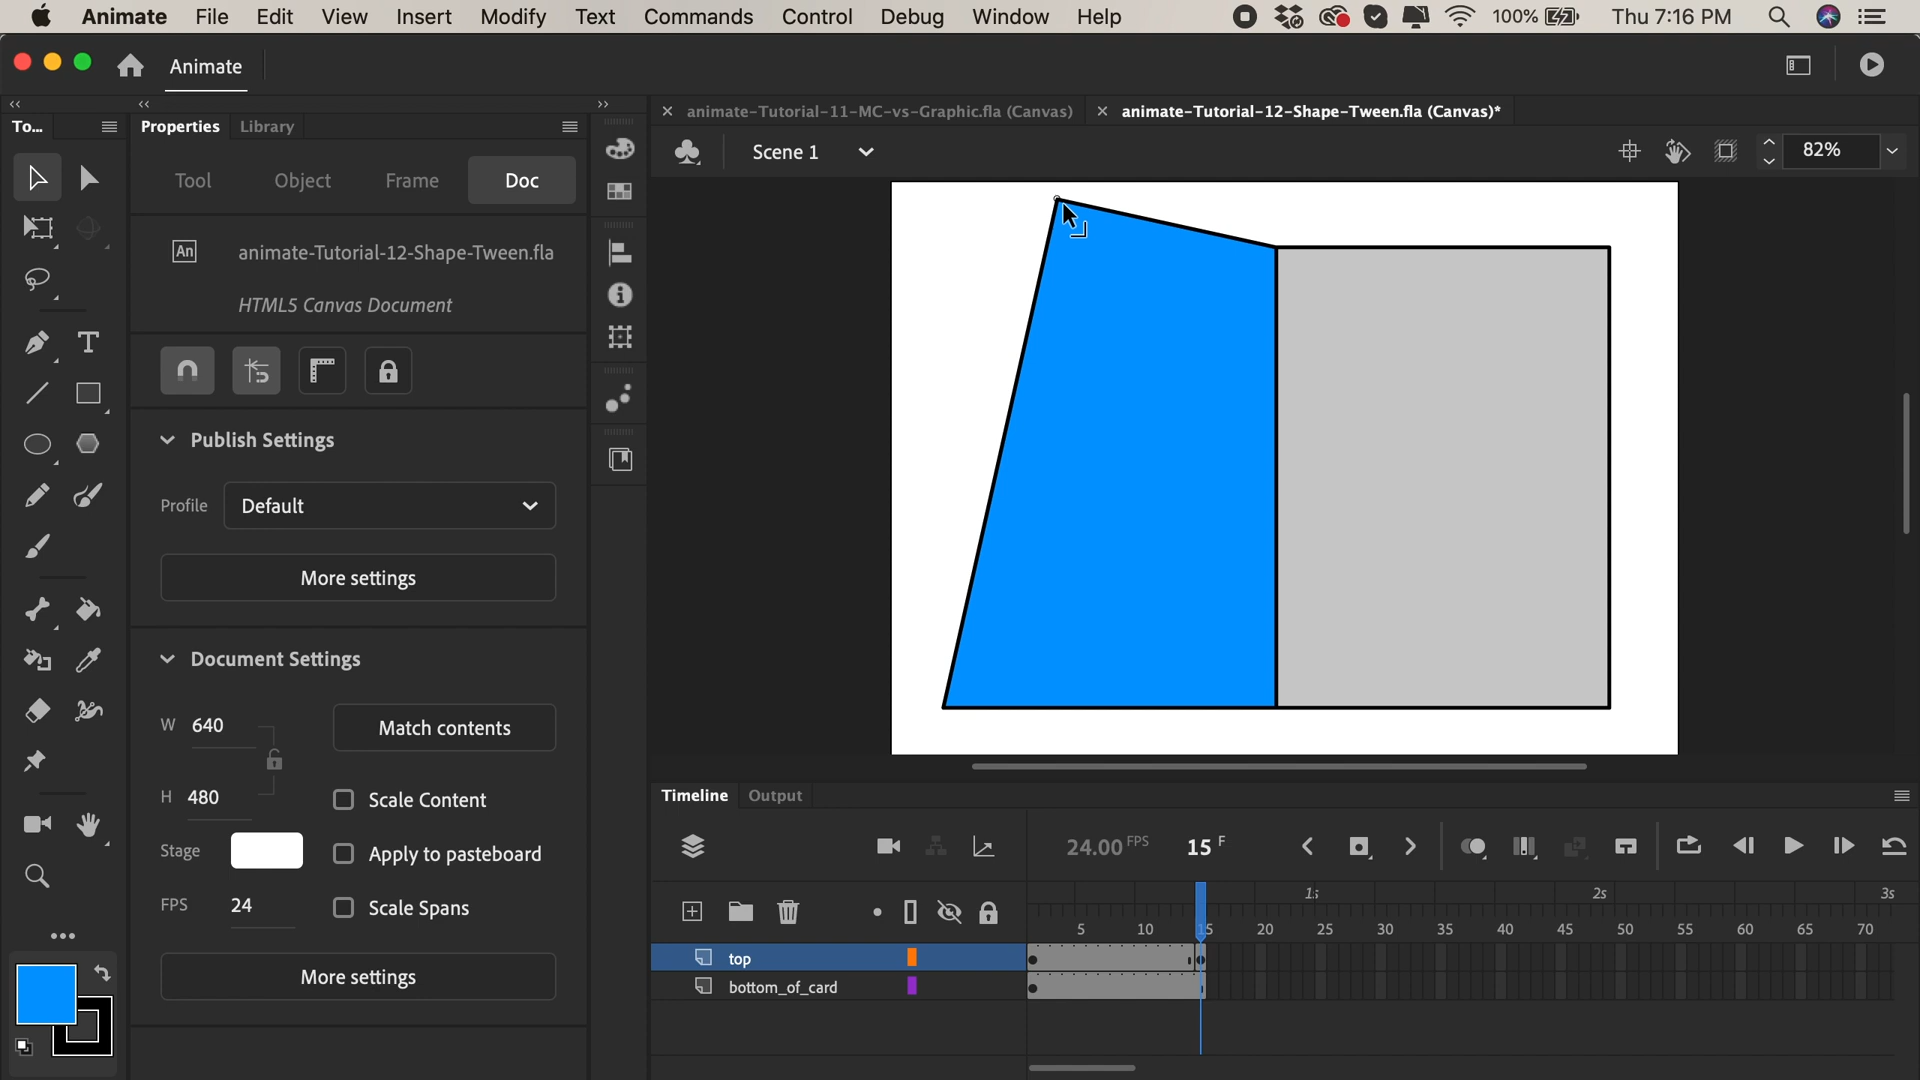 Animate File Edit View Insert Modify Text Commands Control Debug Window Help 100% Thu 7:16 PM
Animate
To... Properties Library
animate-Tutorial-11-MC-vs-Graphic.fla (Canvas) animate-Tutorial-12-Shape-Tween.fla (Canvas)*
Scene 1 82%
Tool Object Frame Doc
An animate-Tutorial-12-Shape-Tween.fla
HTML5 Canvas Document
Publish Settings
Profile Default
More settings
Document Settings
W 640 Match contents
H 480 Scale Content
Stage Apply to pasteboard
FPS 24 Scale Spans
More settings
Timeline Output
24.00 FPS 15 F
1s 2s 3s
5 10 15 20 25 30 35 40 45 50 55 60 65 70
top
bottom_of_card